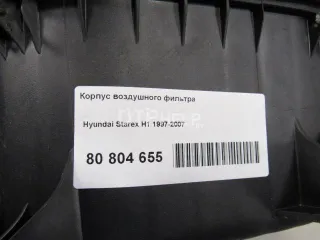 Корпус воздушного фильтра
Hyundai Starex H1 1997-2007
80 804 655